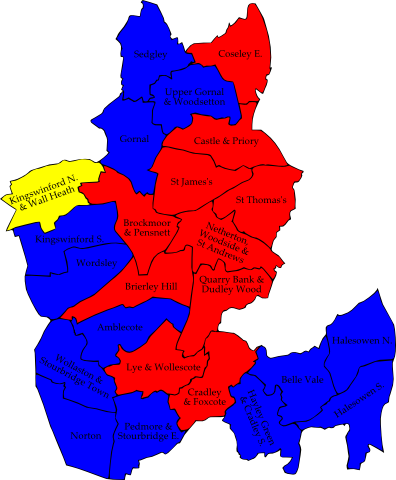 Sedgley
Coseley E.
Upper Gornal
& Woodsetton
Gornal
Castle & Priory
Kingswinford N.
& Wall Heath
St James's
St Thomas's
Brockmoor
& Pensnett
Netherton,
Woodside &
St Andrews
Kingswinford S.
Wordsley
Brierley Hill
Quarry Bank &
Dudley Wood
Amblecote
Halesowen N.
Wollaston &
Stourbridge Town
Lye & Wollescote
Belle Vale
Cradley
& Foxcote
Halesowen S.
Hayley Green
& Cradley S.
Norton
Pedmore &
Stourbridge E.